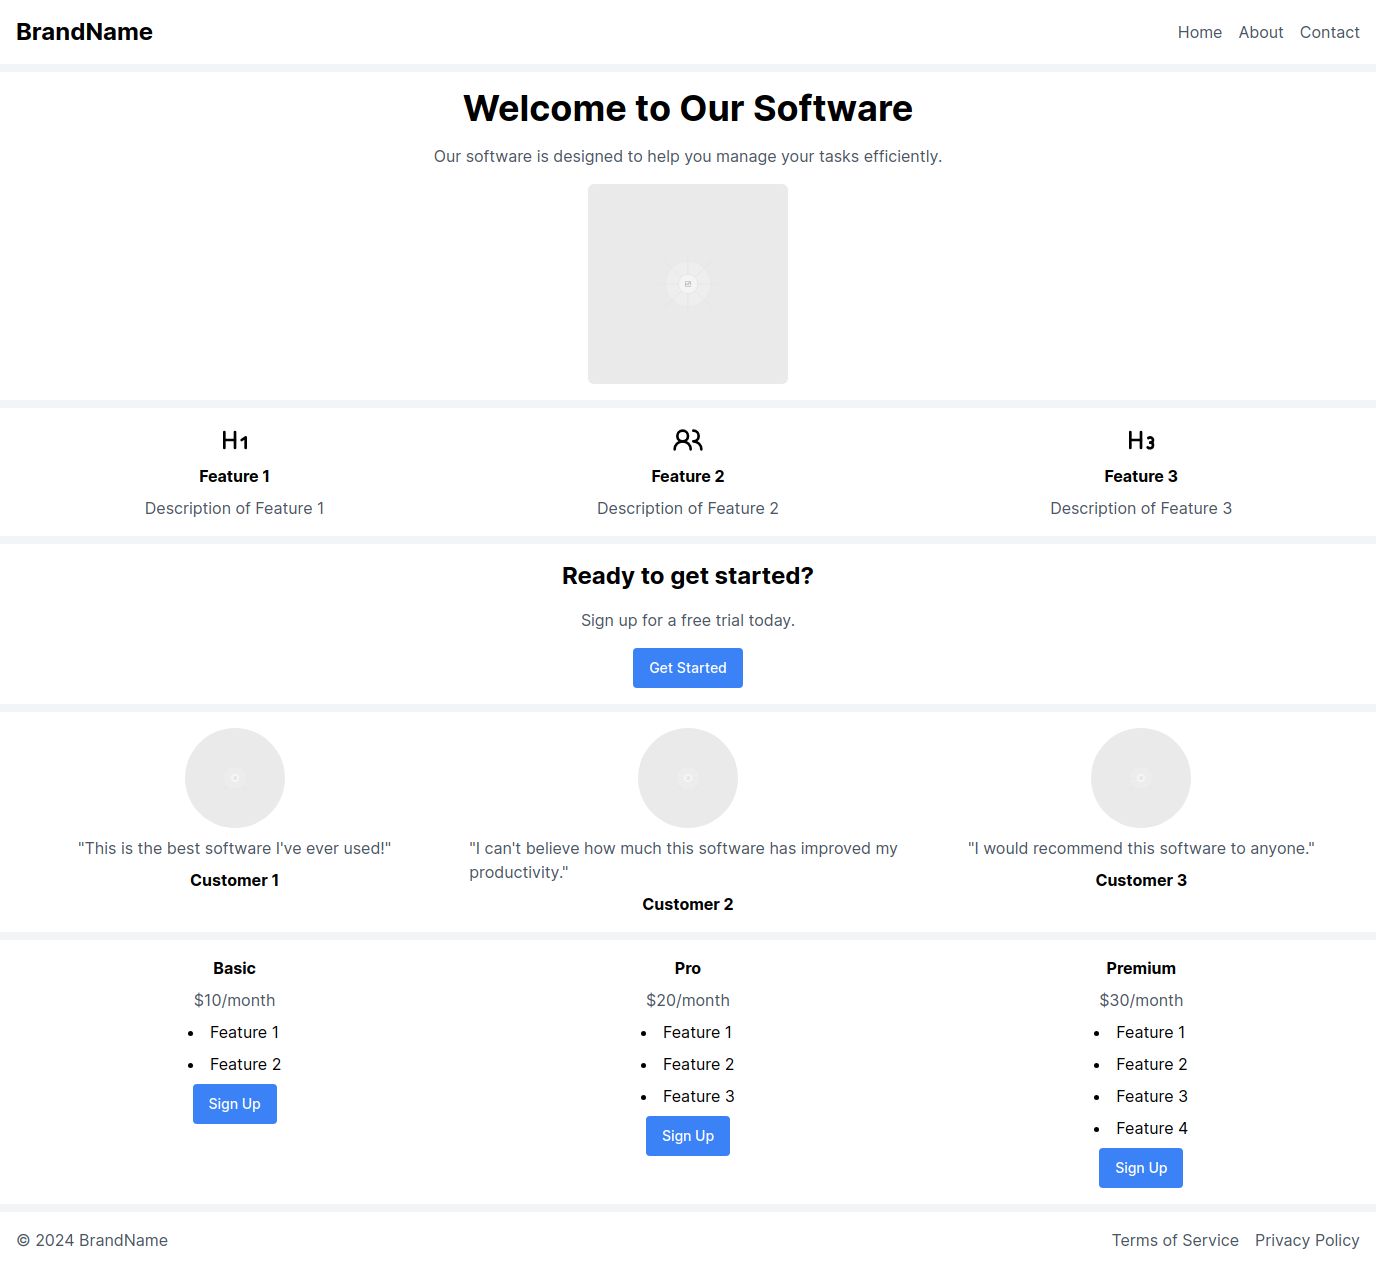 BrandName
Home About Contact
Welcome to Our Software
Our software is designed to help you manage your tasks efficiently.
H1
H3
Feature 1
Feature 2
Feature 3
Description of Feature 1
Description of Feature 2
Description of Feature 3
Ready to get started?
Sign up for a free trial today.
Get Started
"This is the best software I've ever used!"
Customer 1
"I can't believe how much this software has improved my
productivity."
Customer 2
"I would recommend this software to anyone."
Customer 3
Basic
$10/month
• Feature 1
• Feature 2
Sign Up
Pro
$20/month
• Feature 1
• Feature 2
• Feature 3
Sign Up
Premium
$30/month
• Feature 1
• Feature 2
• Feature 3
• Feature 4
Sign Up
© 2024 BrandName
Terms of Service Privacy Policy